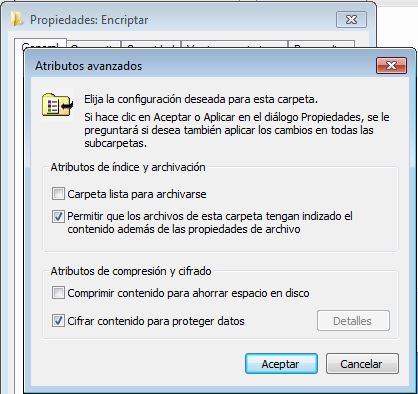 Propiedades: Encriptar
General
Atributos avanzados
Elija la configuración deseada para esta carpeta.
Si hace clic en Aceptar o Aplicar en el diálogo Propiedades, se le
preguntará si desea también aplicar los cambios en todas las
subcarpetas.
Atributos de índice y archivación
Carpeta lista para archivarse
Permitir que los archivos de esta carpeta tengan indizado el
contenido además de las propiedades de archivo
Atributos de compresión y cifrado
Comprimir contenido para ahorrar espacio en disco
Cifrar contenido para proteger datos
Detalles
Aceptar
Cancelar